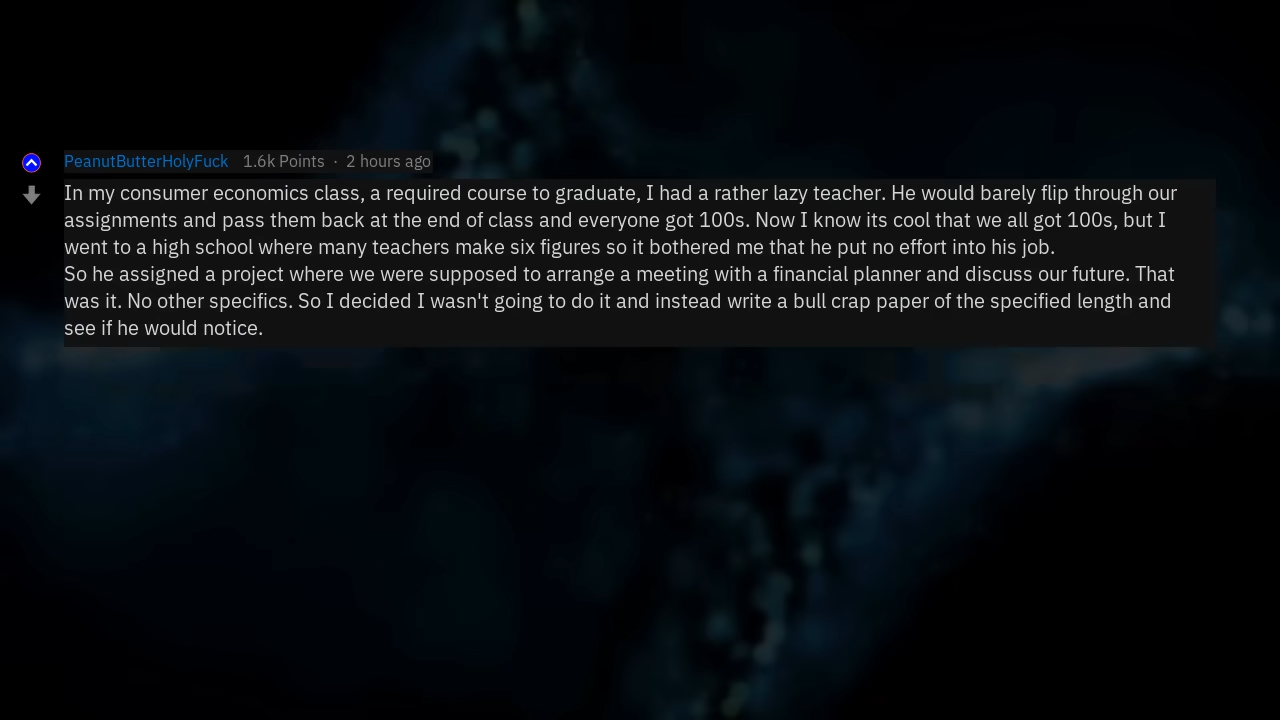 PeanutButterHolyFuck 1.6k Points · 2 hours ago
In my consumer economics class, a required course to graduate, I had a rather lazy teacher. He would barely flip through our
assignments and pass them back at the end of class and everyone got 100s. Now I know its cool that we all got 100s, but I
went to a high school where many teachers make six figures so it bothered me that he put no effort into his job.
So he assigned a project where we were supposed to arrange a meeting with a financial planner and discuss our future. That
was it. No other specifics. So I decided I wasn't going to do it and instead write a bull crap paper of the specified length and
see if he would notice.